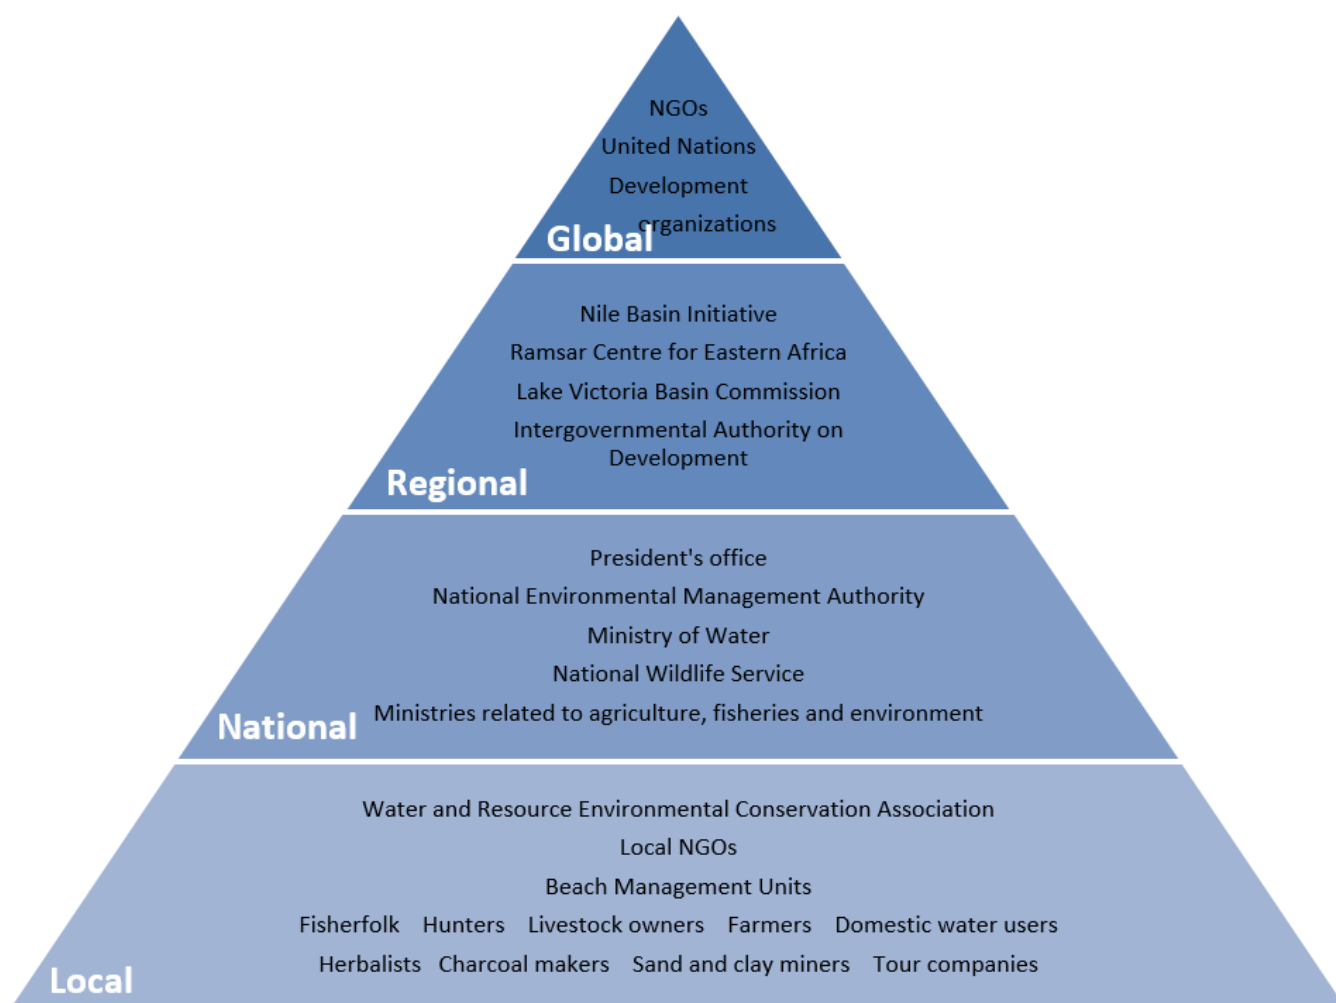 NGOs
United Nations
Development
organizations
Global
Nile Basin Initiative
Ramsar Centre for Eastern Africa
Lake Victoria Basin Commission
Intergovernmental Authority on
Development
Regional
President's office
National Environmental Management Authority
Ministry of Water
National Wildlife Service
Ministries related to agriculture, fisheries and environment
National
Water and Resource Environmental Conservation Association
Local NGOs
Beach Management Units
Fisherfolk Hunters Livestock owners Farmers Domestic water users
Herbalists Charcoal makers Sand and clay miners Tour companies
Local